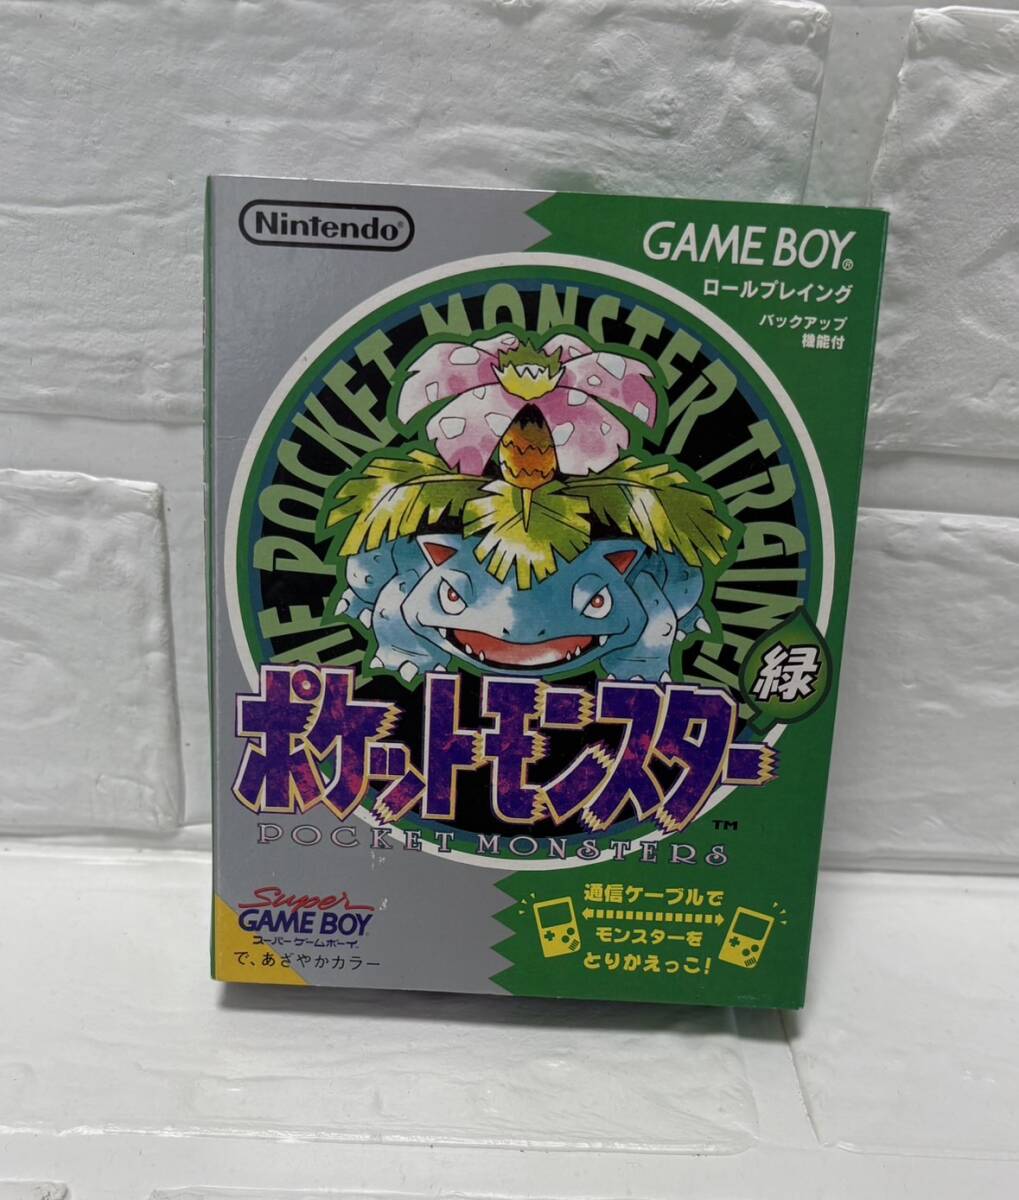 Nintendo®
GAME BOY®
ロールプレイング
バックアップ
機能付
POCKET MONSTER
緑
ポケットモンスター
TM
POCKET MONSTERS
Super
GAME BOY
スーパーゲームボーイ
で、あざやかカラー
通信ケーブルで
モンスターを
とりかえっこ!